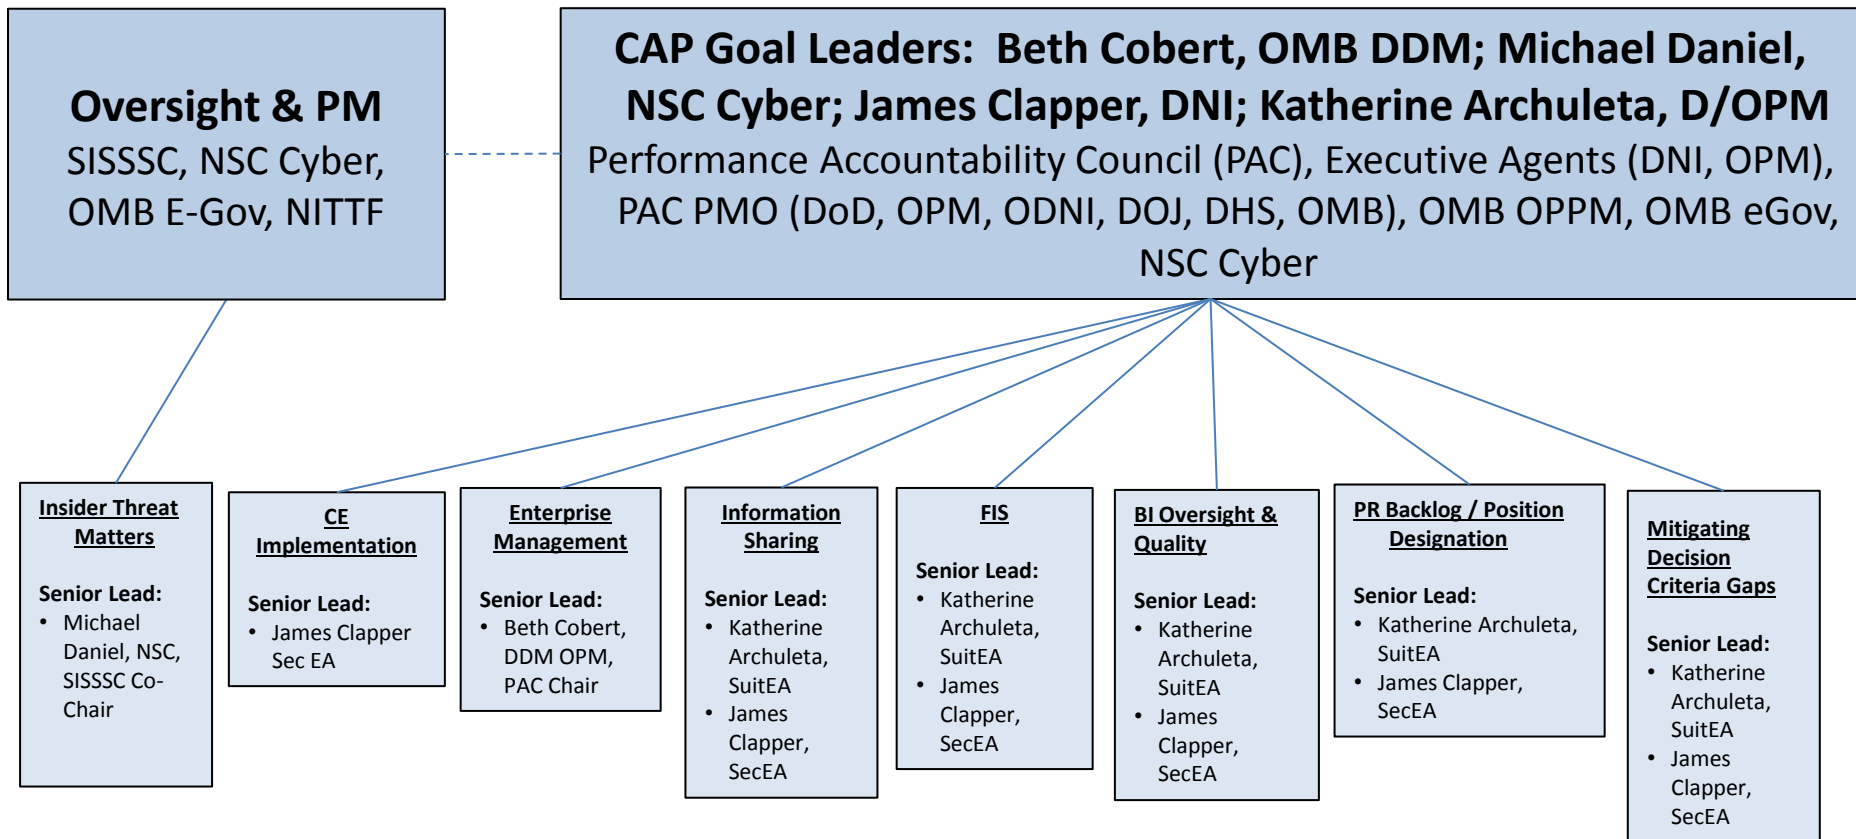 Oversight & PM
SISSSC, NSC Cyber,
OMB E-Gov, NITTF
CAP Goal Leaders: Beth Cobert, OMB DDM; Michael Daniel,
NSC Cyber; James Clapper, DNI; Katherine Archuleta, D/OPM
Performance Accountability Council (PAC), Executive Agents (DNI, OPM),
PAC PMO (DoD, OPM, ODNI, DOJ, DHS, OMB), OMB OPPM, OMB eGov,
NSC Cyber
Insider Threat
Matters
Senior Lead:
• Michael
Daniel, NSC,
SISSSC Co-
Chair
CE
Implementation
Senior Lead:
• James Clapper
Sec EA
Enterprise
Management
Senior Lead:
• Beth Cobert,
DDM OPM,
PAC Chair
Information
Sharing
Senior Lead:
• Katherine
Archuleta,
SuitEA
• James
Clapper,
SecEA
FIS
Senior Lead:
• Katherine
Archuleta,
SuitEA
• James
Clapper,
SecEA
BI Oversight &
Quality
Senior Lead:
• Katherine
Archuleta,
SuitEA
• James
Clapper,
SecEA
PR Backlog / Position
Designation
Senior Lead:
• Katherine Archuleta,
SuitEA
• James Clapper,
SecEA
Mitigating
Decision
Criteria Gaps
Senior Lead:
• Katherine
Archuleta,
SuitEA
• James
Clapper,
SecEA